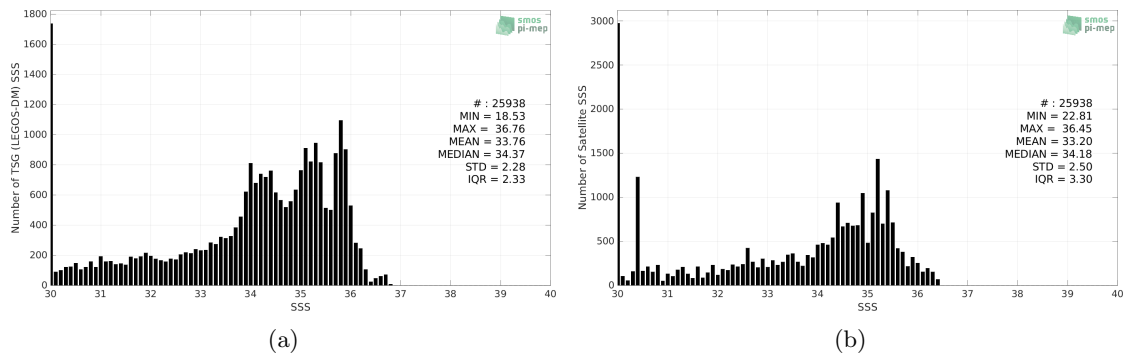 1800
1600
1400
1200
1000
800
600
400
200
0
Number of TSG (LEGOS-DM) SSS
smos
pi-mep
# : 25938
MIN = 18.53
MAX = 36.76
MEAN = 33.76
MEDIAN = 34.37
STD = 2.28
IQR = 2.33
30 31 32 33 34 35 36 37 38 39 40
SSS
(a)
3000
2500
2000
1500
1000
500
0
Number of Satellite SSS
smos
pi-mep
# : 25938
MIN = 22.81
MAX = 36.45
MEAN = 33.20
MEDIAN = 34.18
STD = 2.50
IQR = 3.30
30 31 32 33 34 35 36 37 38 39 40
SSS
(b)